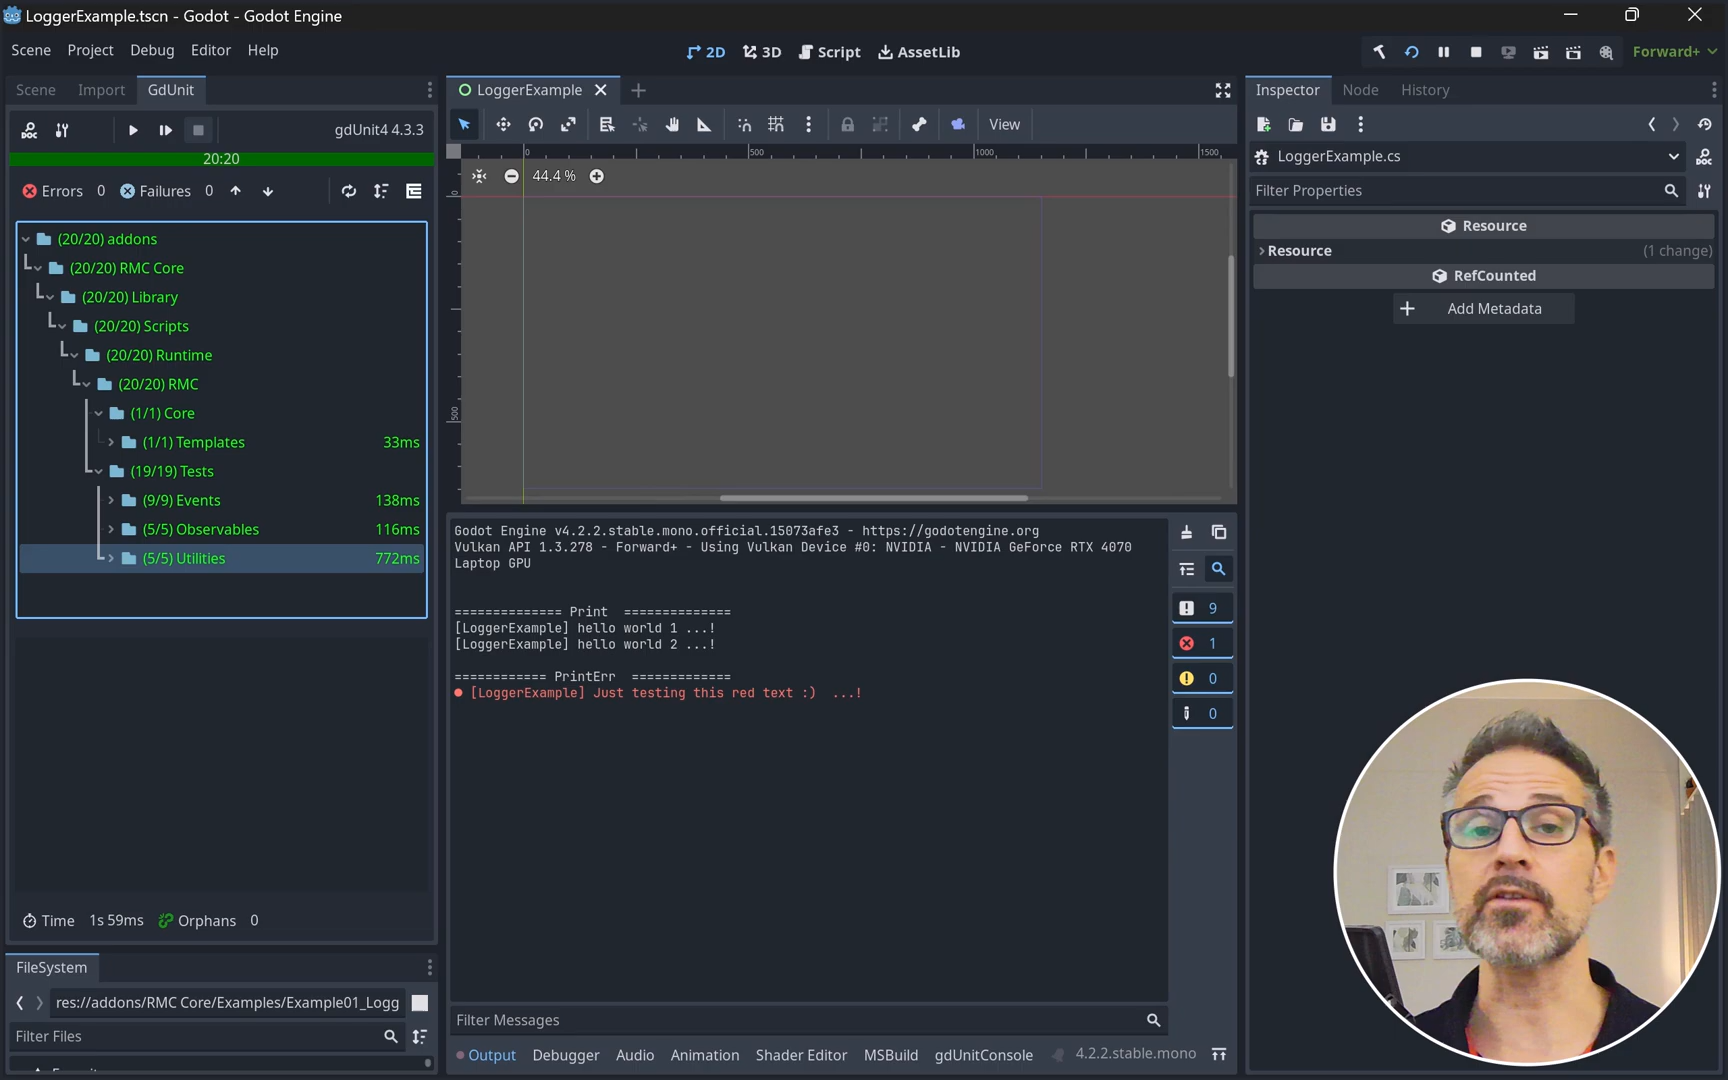 LoggerExample.tscn - Godot - Godot Engine
Scene Project Debug Editor Help
2D 3D Script AssetLib
Forward+
Scene Import GdUnit
LoggerExample
Inspector Node History
gdUnit4 4.3.3
View
20:20
0 500 1000 1500
LoggerExample.cs
44.4 %
Errors 0 Failures 0
Filter Properties
Resource
Resource (1 change)
RefCounted
Add Metadata
(20/20) addons
(20/20) RMC Core
(20/20) Library
(20/20) Scripts
(20/20) Runtime
(20/20) RMC
(1/1) Core
(1/1) Templates 33ms
(19/19) Tests
(9/9) Events 138ms
(5/5) Observables 116ms
(5/5) Utilities 772ms
0
500
Godot Engine v4.2.2.stable.mono.official.15073afe3 - https://godotengine.org
Vulkan API 1.3.278 - Forward+ - Using Vulkan Device #0: NVIDIA - NVIDIA GeForce RTX 4070
Laptop GPU
============== Print ==============
[LoggerExample] hello world 1 ...!
[LoggerExample] hello world 2 ...!
============ PrintErr =============
[LoggerExample] Just testing this red text :) ...!
9
1
0
0
Time 1s 59ms Orphans 0
FileSystem
res://addons/RMC Core/Examples/Example01_Logg
Filter Files
Filter Messages
Output Debugger Audio Animation Shader Editor MSBuild gdUnitConsole 4.2.2.stable.mono